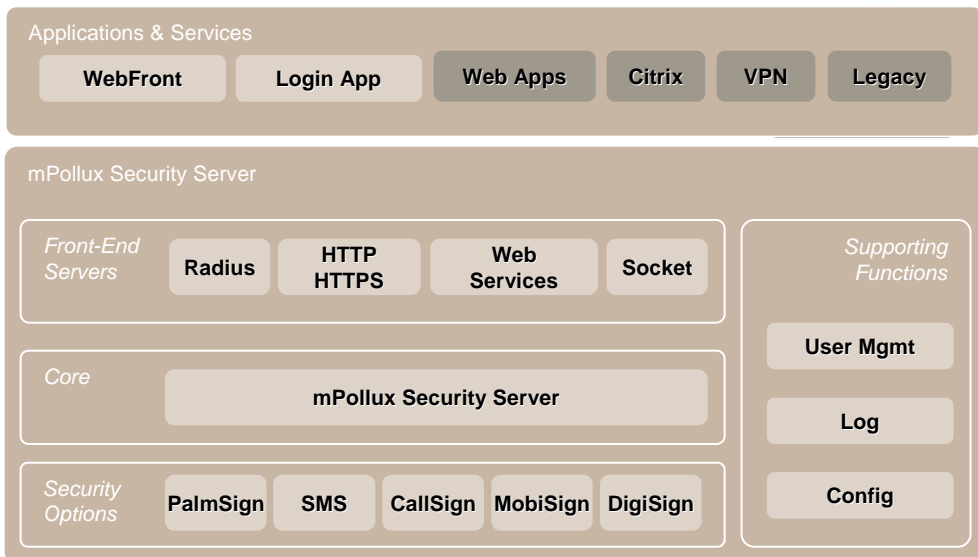 Applications & Services
WebFront
Login App
Web Apps
Citrix
VPN
Legacy
mPollux Security Server
Front-End
Servers
Radius
HTTP
HTTPS
Web
Services
Socket
Supporting
Functions
User Mgmt
Log
Config
Core
mPollux Security Server
Security
Options
PalmSign
SMS
CallSign
MobiSign
DigiSign